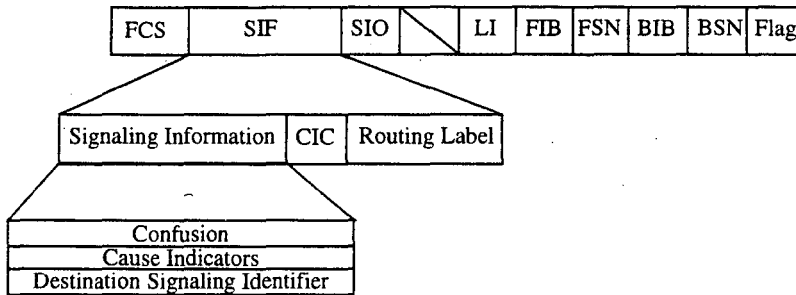 FCS SIF SIO LI FIB FSN BIB BSN Flag
Signaling Information CIC Routing Label
Confusion
Cause Indicators
Destination Signaling Identifier